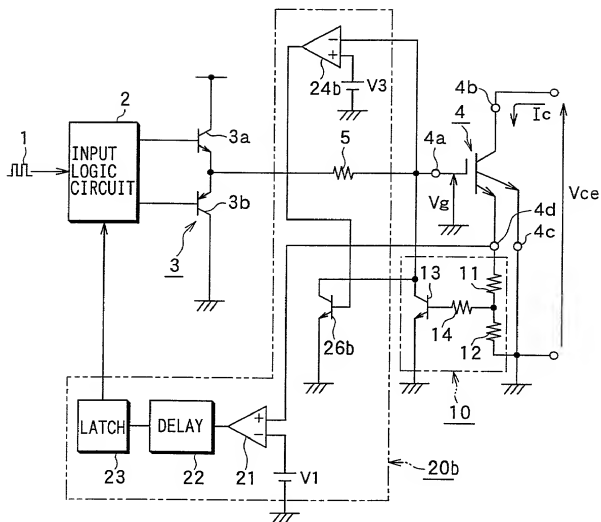 24b
V3
1
2
INPUT
LOGIC
CIRCUIT
3a
3b
3
5
4a
4
4b
Ic
Vg
Vce
4d
4c
11
13
14
12
10
26b
LATCH
23
DELAY
22
21
V1
20b